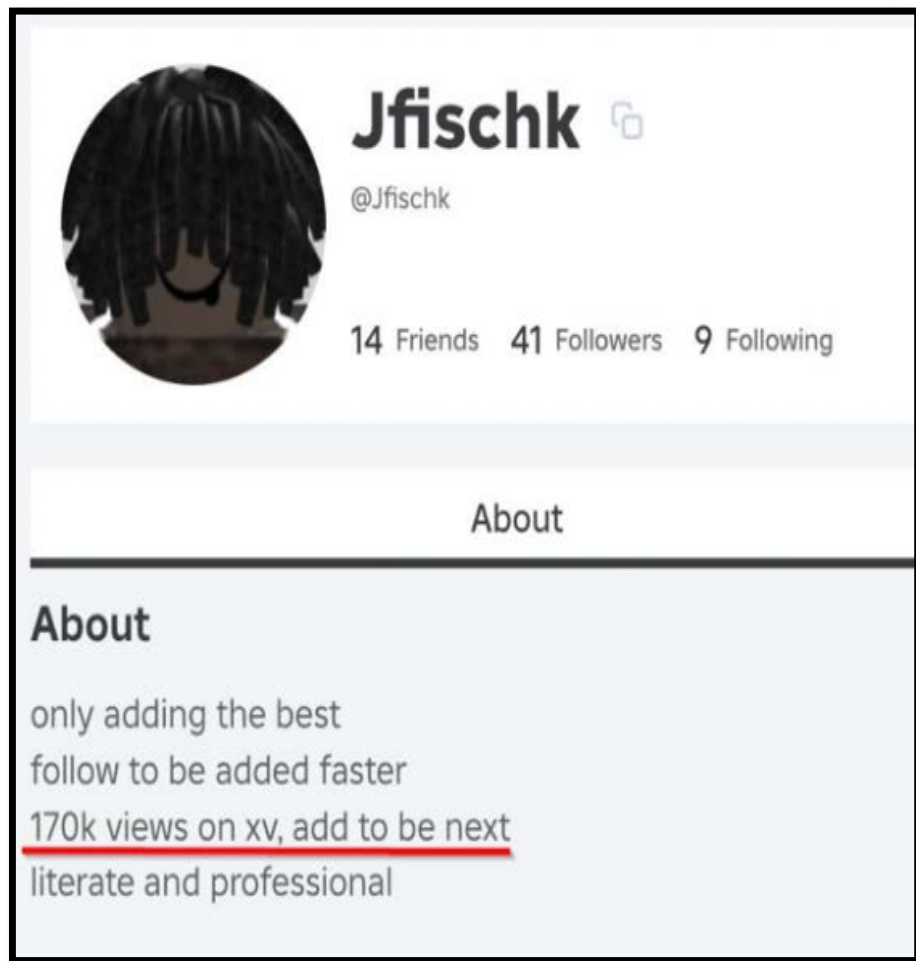 Jfischk
@Jfischk
14 Friends 41 Followers 9 Following
About
About
only adding the best
follow to be added faster
170k views on xv, add to be next
literate and professional